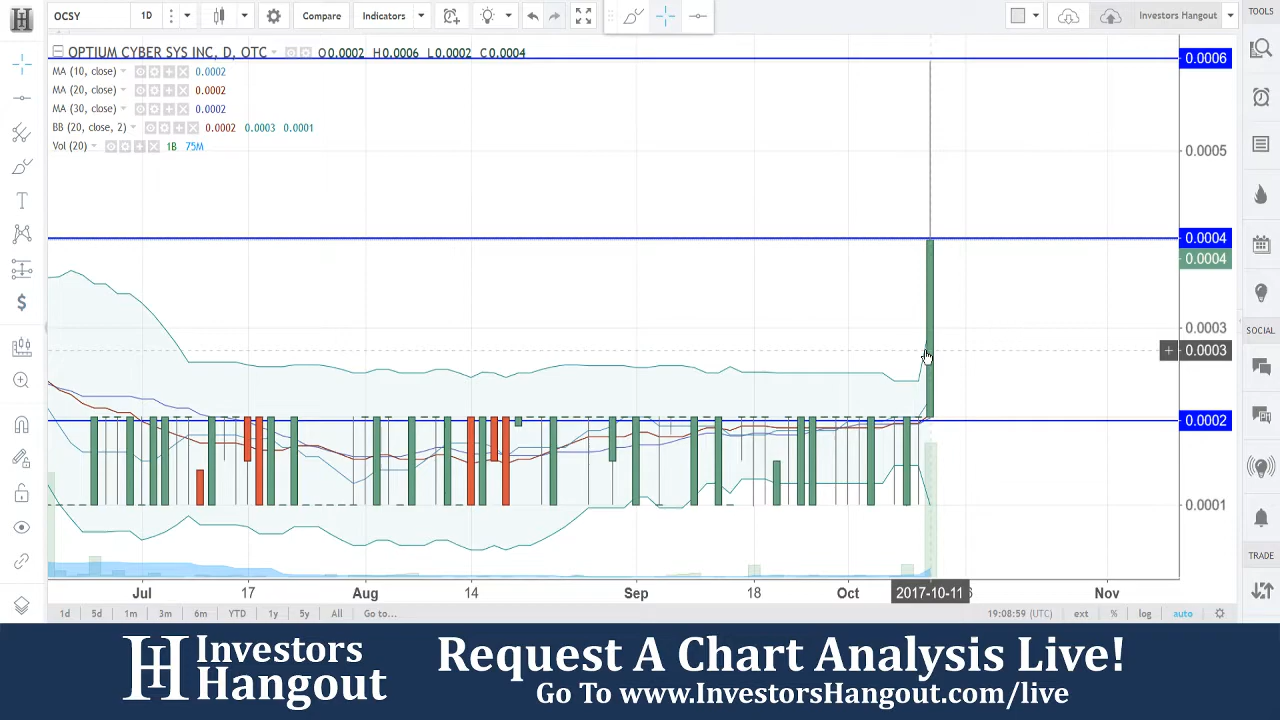 OCSY
1D
Compare
Indicators
Investors Hangout
TOOLS
OPTIUM CYBER SYS INC, D, OTC
O0.0002 H0.0006 L0.0002 C0.0004
MA (10, close) 0.0002
MA (20, close) 0.0002
MA (30, close) 0.0002
BB (20, close, 2) 0.0002 0.0003 0.0001
Vol (20) 1B 75M
0.0006
0.0005
0.0004
0.0004
0.0003
0.0003
0.0002
0.0001
SOCIAL
TRADE
Jul 17 Aug 14 Sep 18 Oct 2017-10-11 Nov
1d 5d 1m 3m 6m YTD 1y 5y All Go to...
19:08:59 (UTC) ext % log auto
Investors
Hangout
Request A Chart Analysis Live!
Go To www.InvestorsHangout.com/live